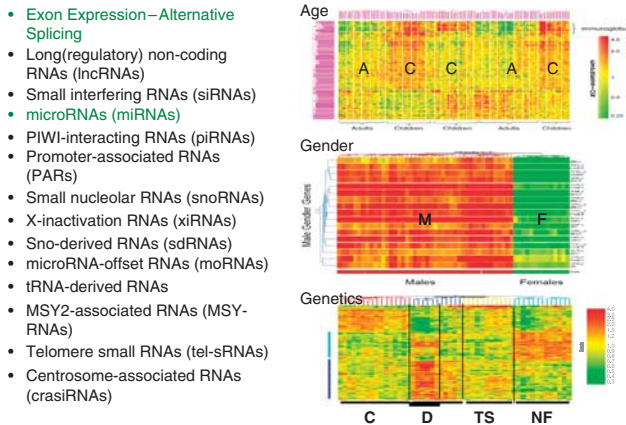 • Exon Expression–Alternative
Splicing
• Long(regulatory) non-coding
RNAs (lncRNAs)
• Small interfering RNAs (siRNAs)
• microRNAs (miRNAs)
• PIWI-interacting RNAs (piRNAs)
• Promoter-associated RNAs
(PARs)
• Small nucleolar RNAs (snoRNAs)
• X-inactivation RNAs (xiRNAs)
• Sno-derived RNAs (sdRNAs)
• microRNA-offset RNAs (moRNAs)
• tRNA-derived RNAs
• MSY2-associated RNAs (MSY-
RNAs)
• Telomere small RNAs (tel-sRNAs)
• Centrosome-associated RNAs
(crasiRNAs)
Age
A C C A C
Adults Children Children Adults Children
Gender
Male Gender Genes
M F
Males Females
Genetics
C D TS NF